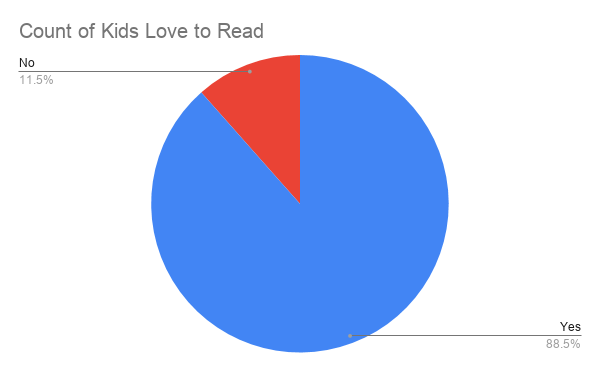 Count of Kids Love to Read
No
11.5%
Yes
88.5%